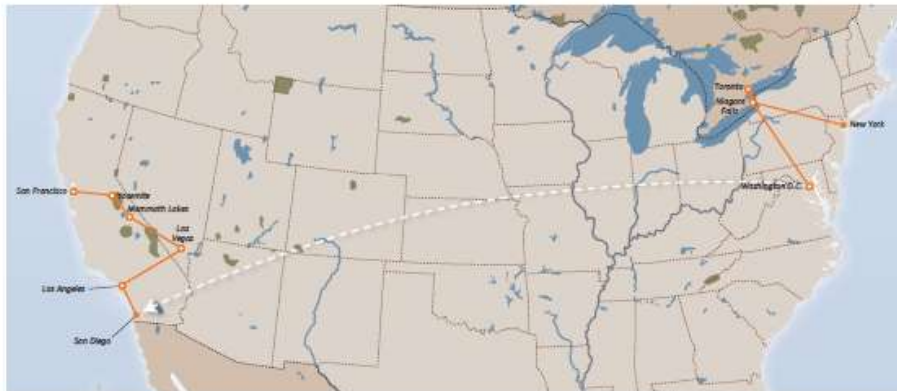 Toronto
Niagara
Falls
New York
Washington D.C.
San Francisco
Yosemite
Mammoth Lakes
Las
Vegas
Los Angeles
San Diego